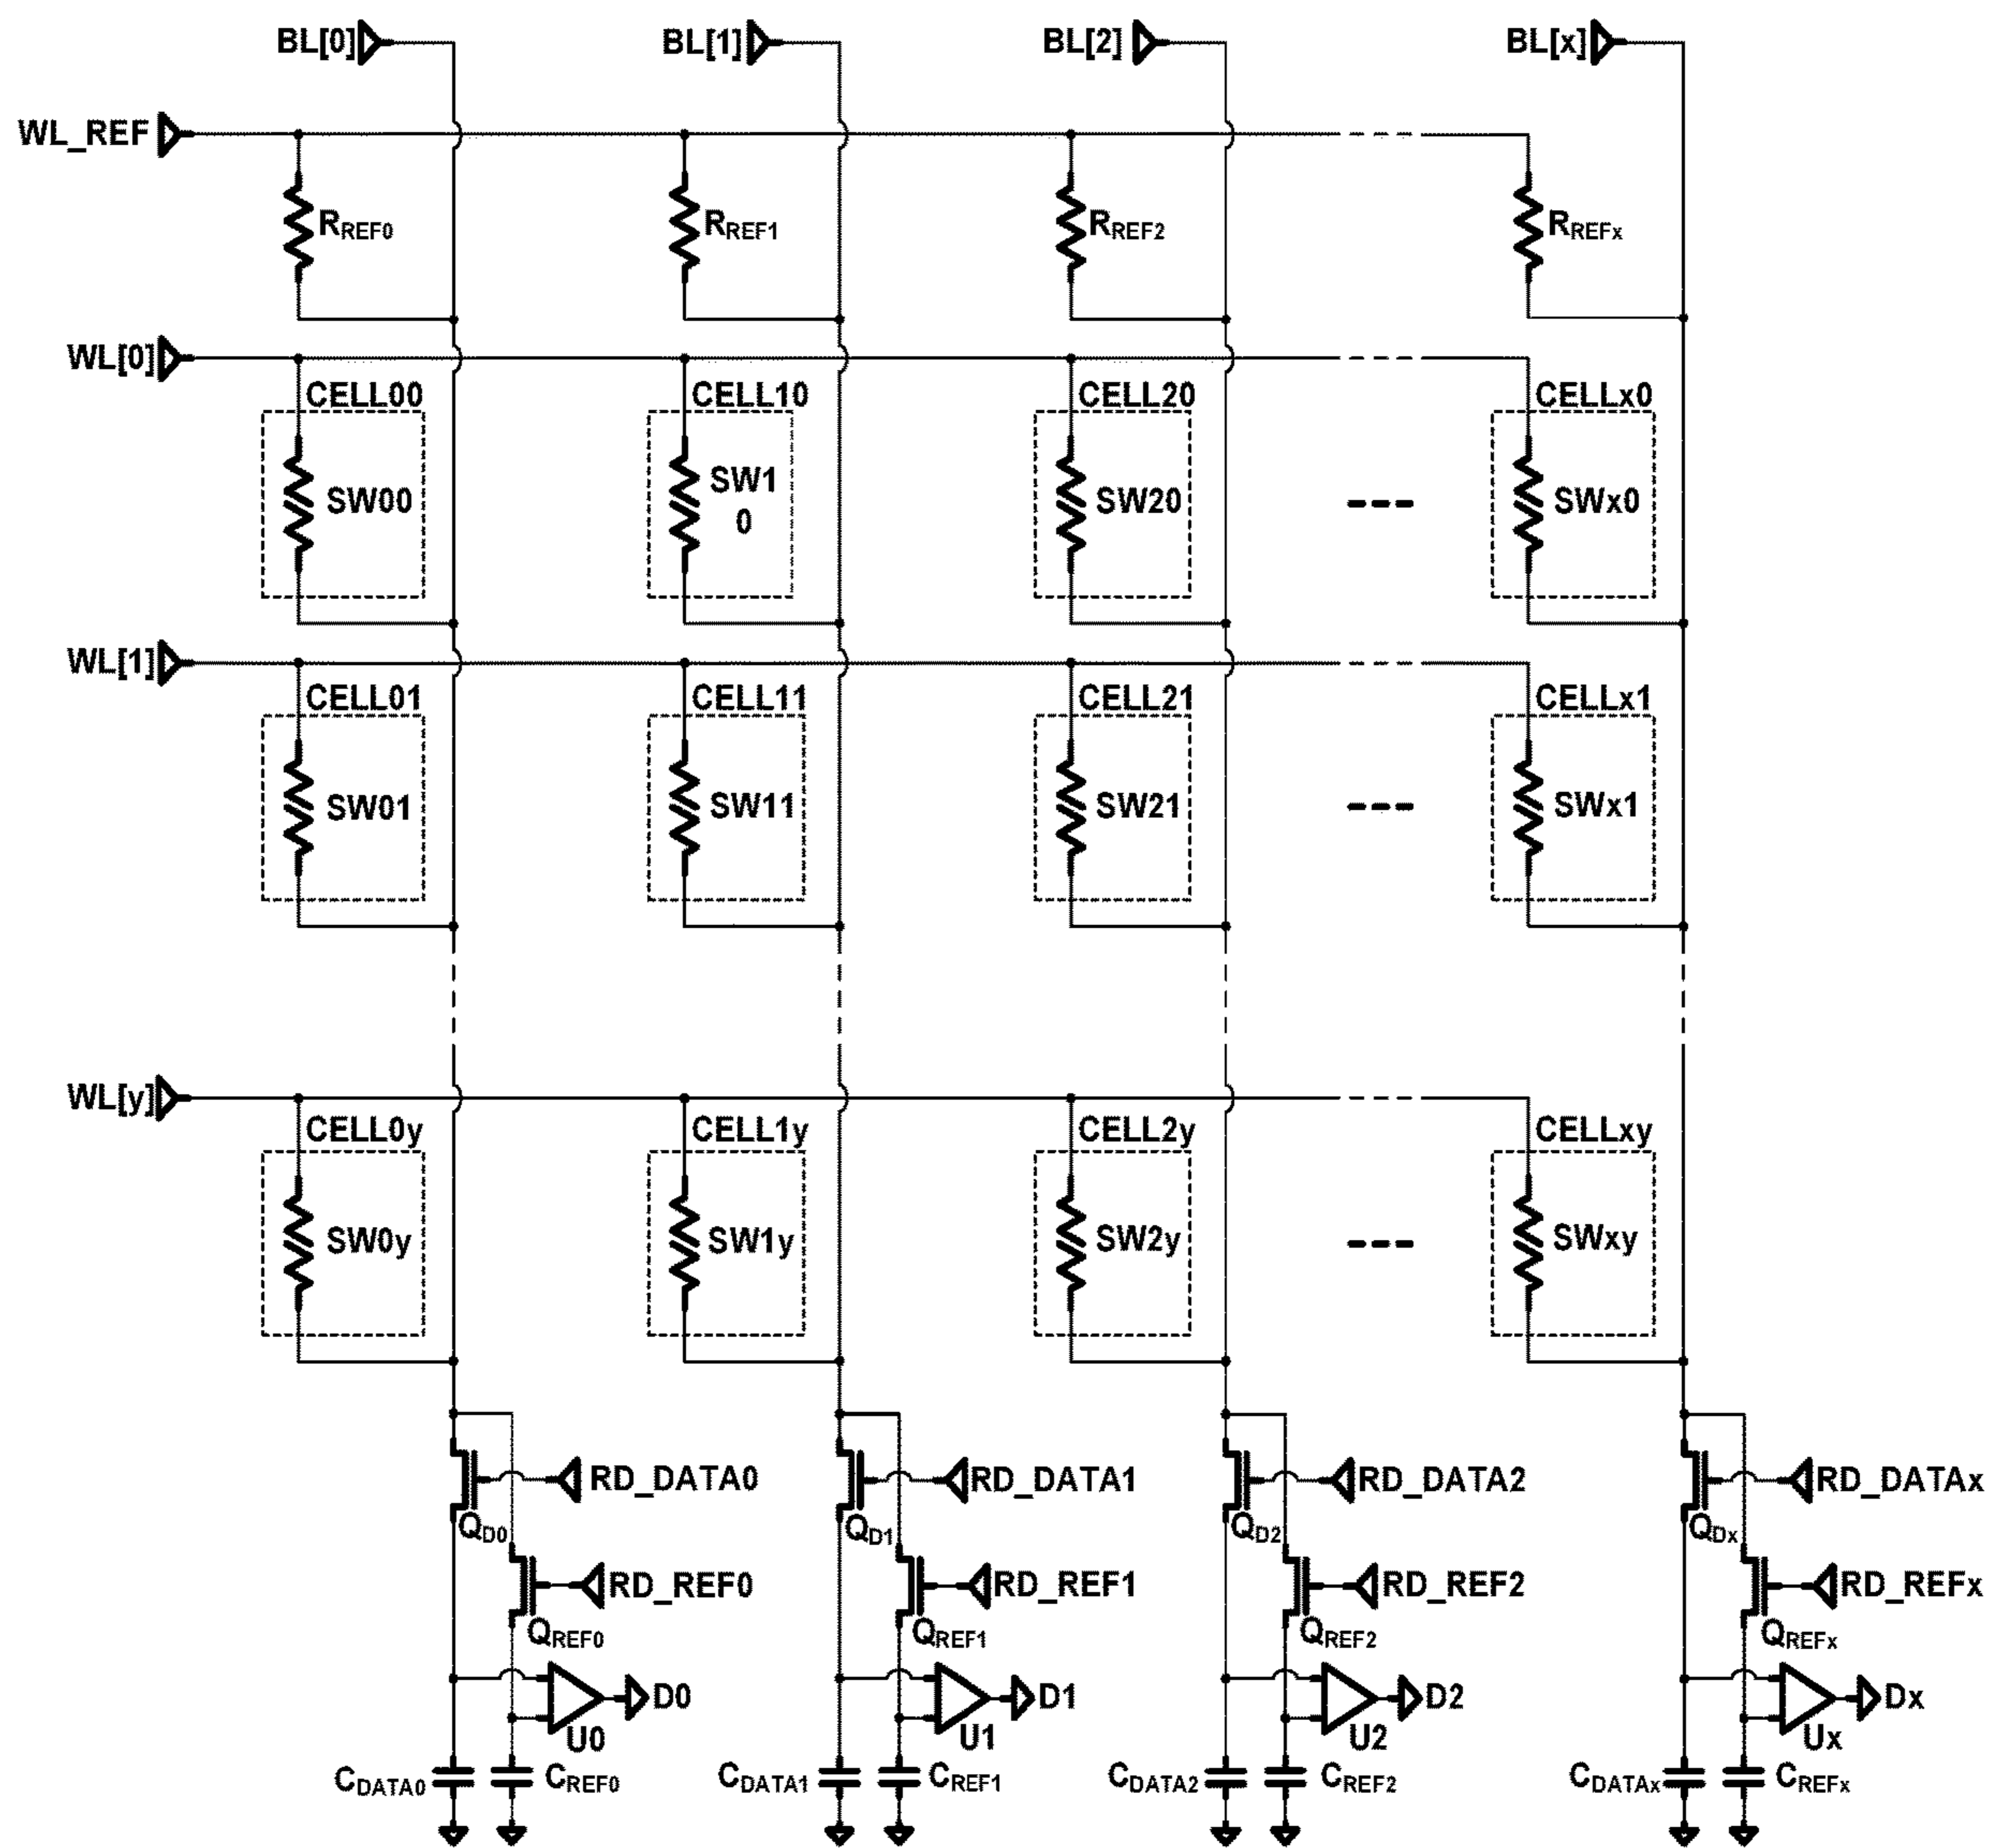 BL[0] BL[1] BL[2] BL[x]
WL_REF
RREF0 RREF1 RREF2 RREFx
WL[0]
CELL00 CELL10 CELL20 CELLx0
SW00 SW1 SW20 SWx0
0
WL[1]
CELL01 CELL11 CELL21 CELLx1
SW01 SW11 SW21 SWx1
WL[y]
CELL0y CELL1y CELL2y CELLxy
SW0y SW1y SW2y SWxy
RD_DATA0 RD_DATA1 RD_DATA2 RD_DATAx
QD0 QD1 QD2 QDx
RD_REF0 RD_REF1 RD_REF2 RD_REFx
QREF0 QREF1 QREF2 QREFx
D0 D1 D2 Dx
U0 U1 U2 Ux
CDATA0 CREF0 CDATA1 CREF1 CDATA2 CREF2 CDATAx CREFx